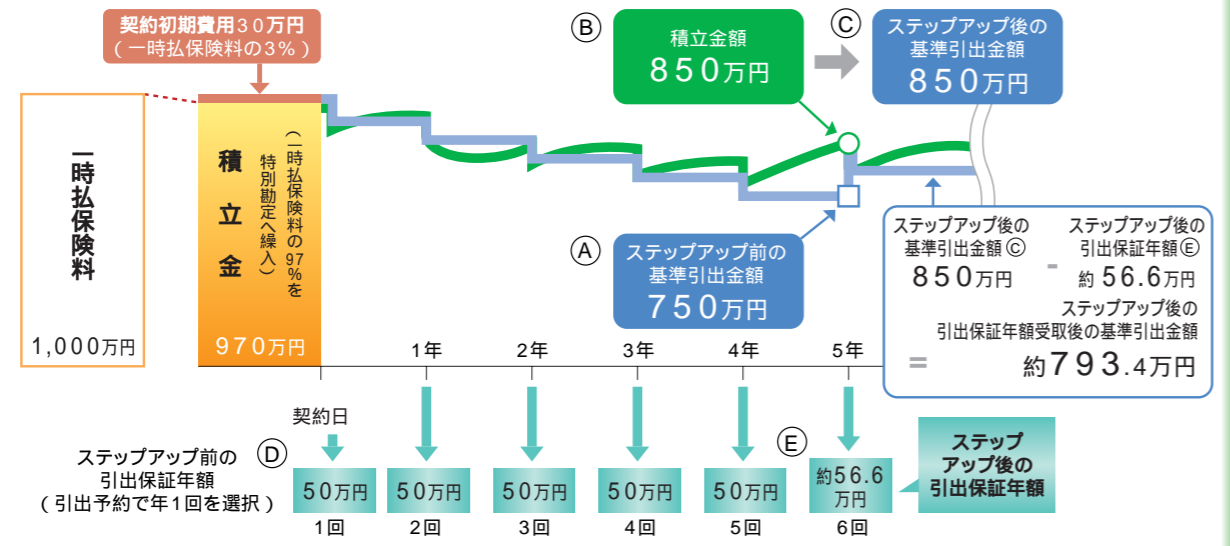 契約初期費用30万円
（一時払保険料の3%）
一時払保険料
1,000万円
積立金
（一時払保険料の97%を
特別勘定へ繰入）
970万円
Ⓑ
積立金額
850万円
Ⓒ
ステップアップ後の
基準引出金額
850万円
Ⓐ
ステップアップ前の
基準引出金額
750万円
ステップアップ後の
基準引出金額Ⓒ
850万円
-
ステップアップ後の
引出保証年額Ⓔ
約56.6万円
ステップアップ後の
引出保証年額受取後の基準引出金額
=
約793.4万円
1年
2年
3年
4年
5年
契約日
ステップアップ前の
引出保証年額
（引出予約で年1回を選択）
Ⓓ
50万円
50万円
50万円
50万円
50万円
Ⓔ
約56.6
万円
1回
2回
3回
4回
5回
6回
ステップ
アップ後の
引出保証年額